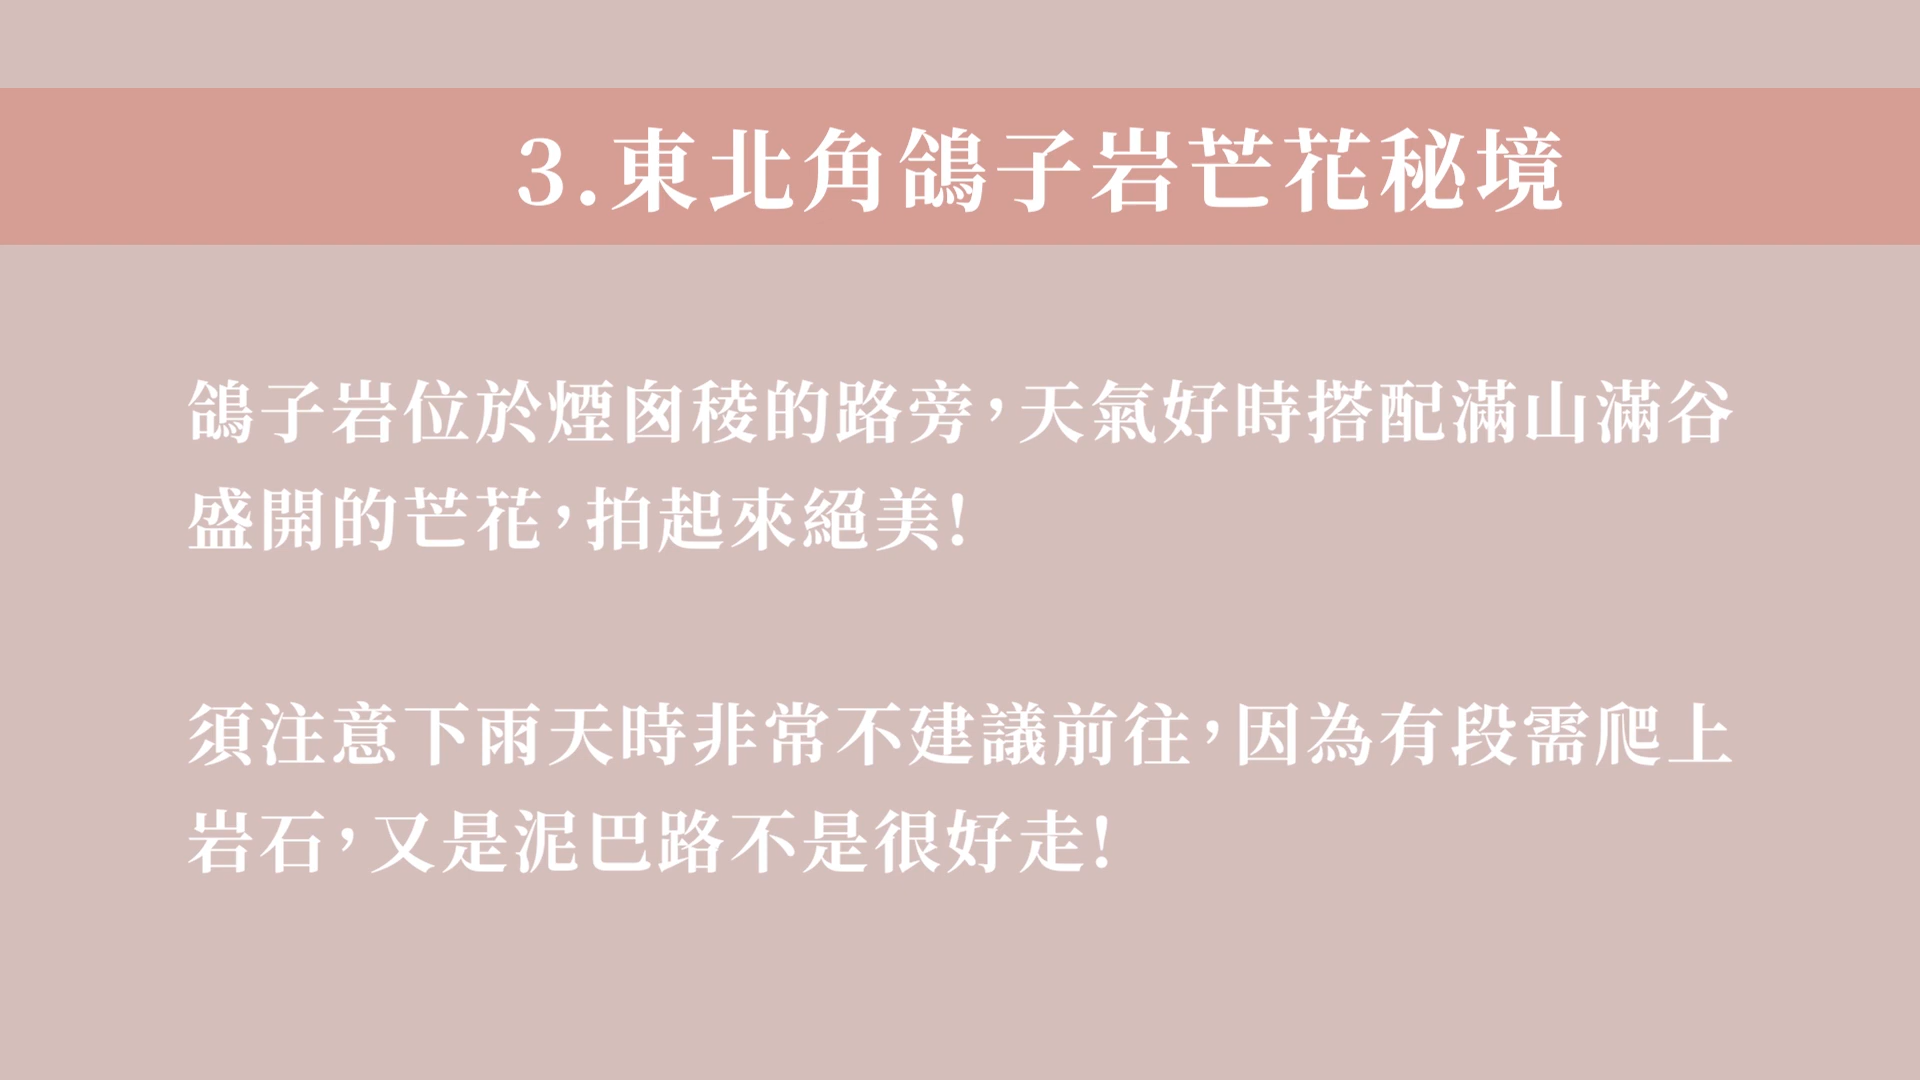 3.東北角鴿子岩芒花秘境
鴿子岩位於煙囪稜的路旁,天氣好時搭配滿山滿谷
盛開的芒花,拍起來絕美!
須注意下雨天時非常不建議前往,因為有段需爬上
岩石,又是泥巴路不是很好走!